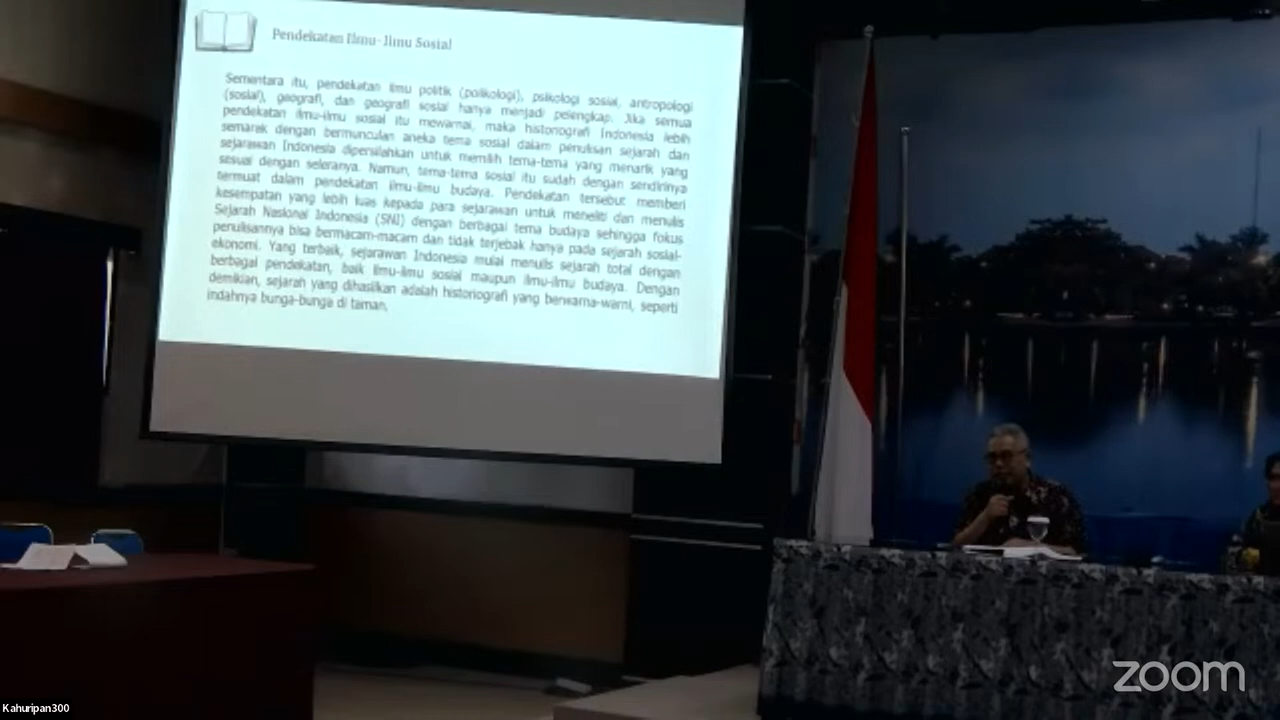 Pendekatan Ilmu- Ilmu Sosial
Sementara itu, pendekatan ilmu politik (polikologi), psikologi sosial, antropologi
(sosial), geografi, dan geografi sosial hanya menjadi pelengkap. Jika semua
pendekatan ilmu-ilmu sosial itu mewarnai, maka historiografi Indonesia lebih
semarak dengan bermunculan aneka tema sosial dalam penulisan sejarah dan
sejarawan Indonesia dipersilahkan untuk memilih tema-tema yang menarik yang
sesuai dengan seleranya. Namun, tema-tema sosial itu sudah dengan sendirinya
termuat dalam pendekatan ilmu-ilmu budaya. Pendekatan tersebut memberi
kesempatan yang lebih luas kepada para sejarawan untuk meneliti dan menulis
Sejarah Nasional Indonesia (SNI) dengan berbagai tema budaya sehingga fokus
penulisannya bisa bermacam-macam dan tidak terjebak hanya pada sejarah sosial-
ekonomi. Yang terbaik, sejarawan Indonesia mulai menulis sejarah total dengan
berbagai pendekatan, baik ilmu-ilmu sosial maupun ilmu-ilmu budaya. Dengan
demikian, sejarah yang dihasilkan adalah historiografi yang berwarna-warni, seperti
indahnya bunga-bunga di taman.
zoom
Kahuripan300